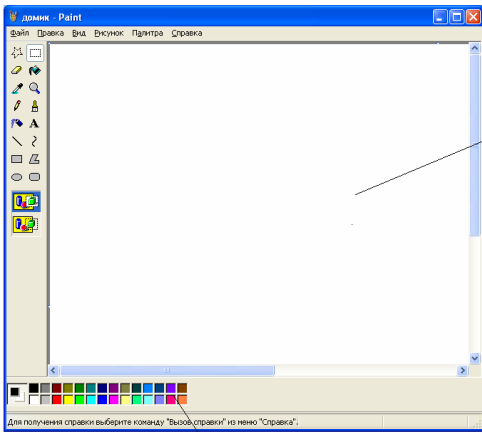 домик - Paint
Файл Правка Вид Рисунок Палитра Справка
A
Для получения справки выберите команду "Вызов справки" из меню "Справка".